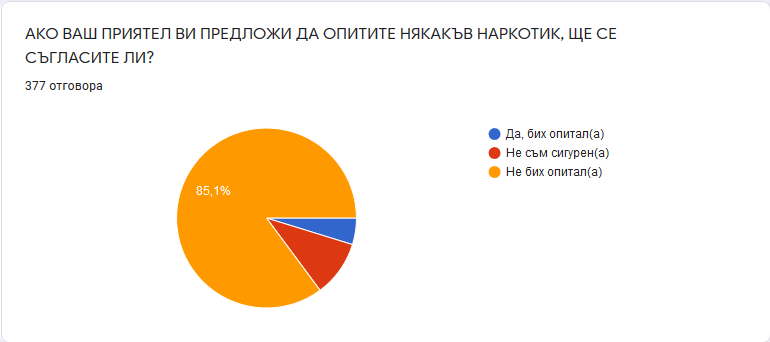 АКО ВАШ ПРИЯТЕЛ ВИ ПРЕДЛОЖИ ДА ОПИТИТЕ НЯКАКЪВ НАРКОТИК, ЩЕ СЕ
СЪГЛАСИТЕ ЛИ?
377 отговора
Да, бих опитал(а)
Не съм сигурен(а)
Не бих опитал(а)
85,1%